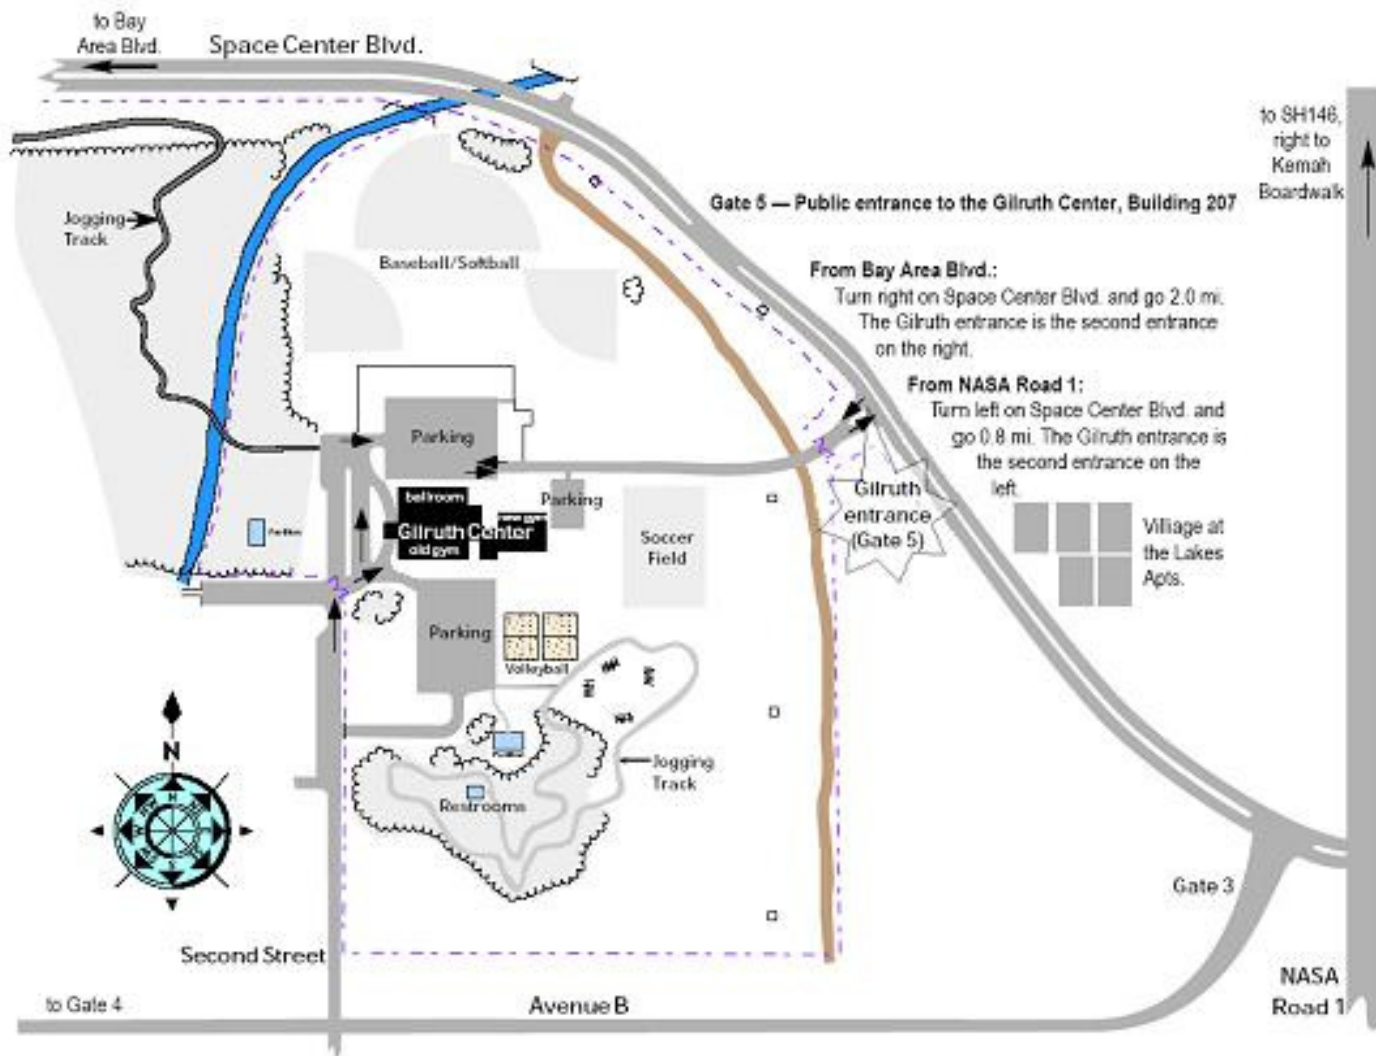 to Bay
Area Blvd.
Space Center Blvd.
to SH146,
right to
Kemah
Boardwalk
Jogging
Track
Gate 5 — Public entrance to the Gilruth Center, Building 207
Baseball/Softball
From Bay Area Blvd.:
Turn right on Space Center Blvd. and go 2.0 mi.
The Gilruth entrance is the second entrance
on the right.
From NASA Road 1:
Turn left on Space Center Blvd. and
go 0.8 mi. The Gilruth entrance is
the second entrance on the
left.
Parking
ballroom
Parking
Gilruth Center
new gym
old gym
Soccer
Field
Gilruth
entrance
(Gate 5)
Villiage at
the Lakes
Apts.
Pavilion
Parking
Volleyball
N
Jogging
Track
Restrooms
Gate 3
Second Street
NASA
Road 1
to Gate 4
Avenue B